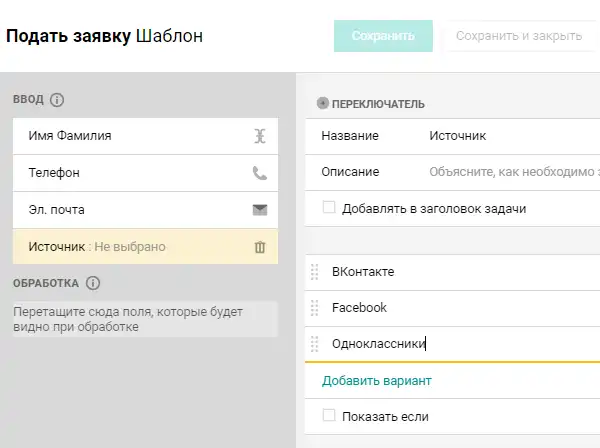 Подать заявку Шаблон
Сохранить
Сохранить и закрыть
ВВОД
Имя Фамилия
Телефон
Эл. почта
Источник : Не выбрано
ОБРАБОТКА
Перетащите сюда поля, которые будет
видно при обработке
ПЕРЕКЛЮЧАТЕЛЬ
Название Источник
Описание Объясните, как необходимо
Добавлять в заголовок задачи
ВКонтакте
Facebook
Одноклассники
Добавить вариант
Показать если